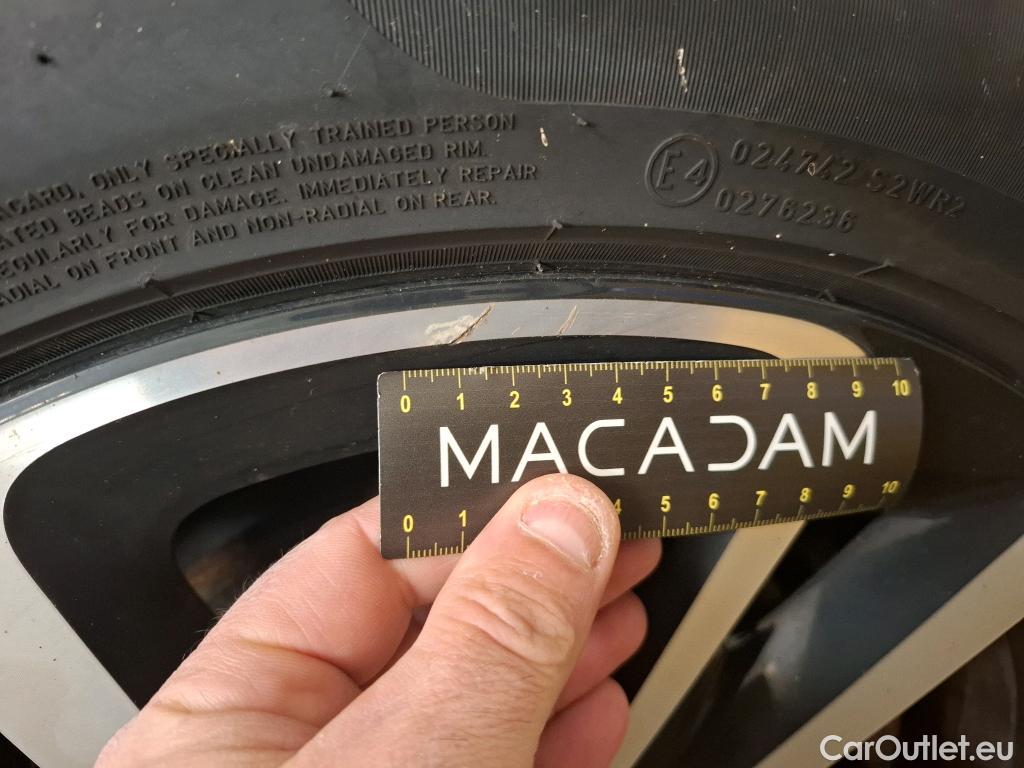 ACARD, ONLY SPECIALLY TRAINED PERSON
ATED BEADS ON CLEAN UNDAMAGED RIM.
EGULARLY FOR DAMAGE. IMMEDIATELY REPAIR
ADIAL ON FRONT AND NON-RADIAL ON REAR.
E4
024742 S2WR2
0276236
0 1 2 3 4 5 6 7 8 9 10
MACADAM
0 1 4 5 6 7 8 9 10
CarOutlet.eu